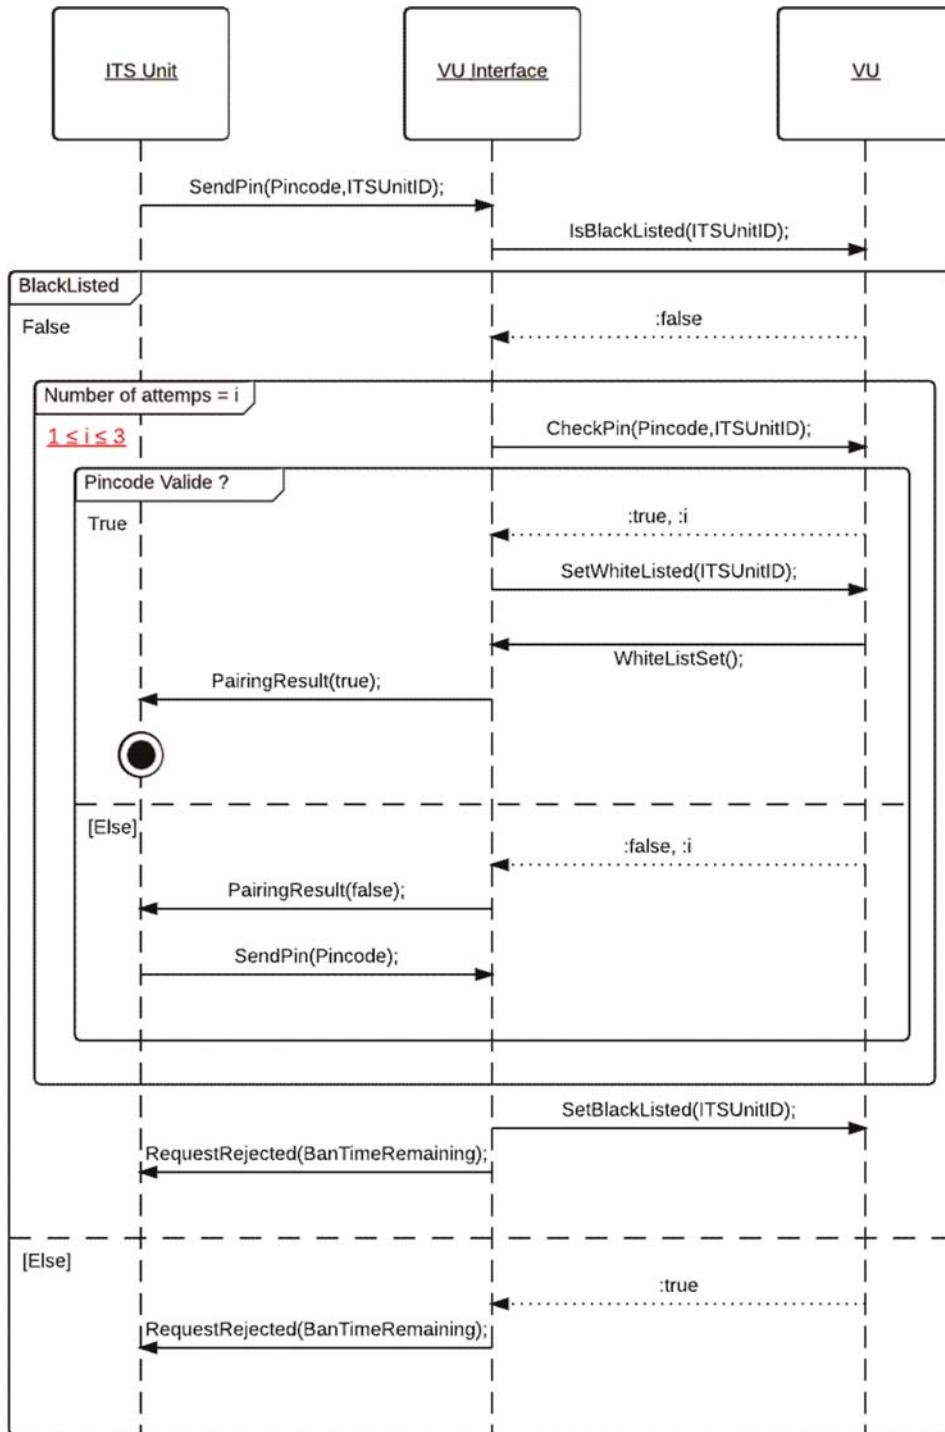 ITS Unit
VU Interface
VU
SendPin(Pincode,ITSUnitID);
IsBlackListed(ITSUnitID);
BlackListed
False
:false
Number of attemps = i
1 ≤ i ≤ 3
CheckPin(Pincode,ITSUnitID);
Pincode Valide ?
True
:true, :i
SetWhiteListed(ITSUnitID);
WhiteListSet();
PairingResult(true);
[Else]
:false, :i
PairingResult(false);
SendPin(Pincode);
SetBlackListed(ITSUnitID);
RequestRejected(BanTimeRemaining);
[Else]
:true
RequestRejected(BanTimeRemaining);